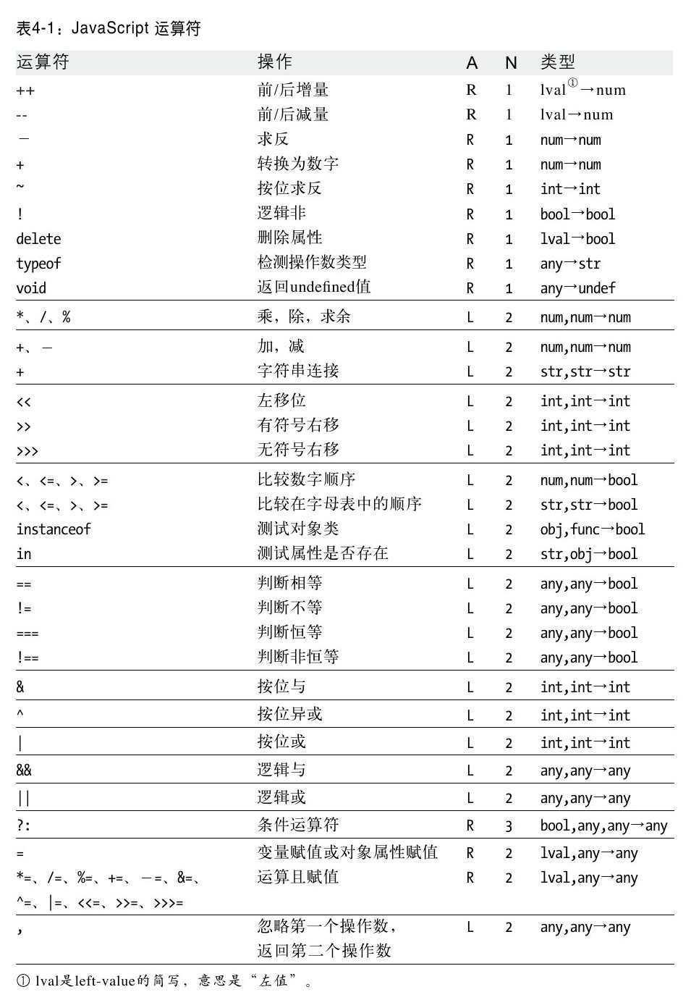 表4-1：JavaScript 运算符
运算符 操作 A N 类型
++ 前/后增量 R 1 lval①→num
-- 前/后减量 R 1 lval→num
－ 求反 R 1 num→num
+ 转换为数字 R 1 num→num
~ 按位求反 R 1 int→int
! 逻辑非 R 1 bool→bool
delete 删除属性 R 1 lval→bool
typeof 检测操作数类型 R 1 any→str
void 返回undefined值 R 1 any→undef
*、/、% 乘，除，求余 L 2 num,num→num
+、－ 加，减 L 2 num,num→num
+ 字符串连接 L 2 str,str→str
<< 左移位 L 2 int,int→int
>> 有符号右移 L 2 int,int→int
>>> 无符号右移 L 2 int,int→int
<、<=、>、>= 比较数字顺序 L 2 num,num→bool
<、<=、>、>= 比较在字母表中的顺序 L 2 str,str→bool
instanceof 测试对象类 L 2 obj,func→bool
in 测试属性是否存在 L 2 str,obj→bool
== 判断相等 L 2 any,any→bool
!= 判断不等 L 2 any,any→bool
=== 判断恒等 L 2 any,any→bool
!== 判断非恒等 L 2 any,any→bool
& 按位与 L 2 int,int→int
^ 按位异或 L 2 int,int→int
| 按位或 L 2 int,int→int
&& 逻辑与 L 2 any,any→any
|| 逻辑或 L 2 any,any→any
?: 条件运算符 R 3 bool,any,any→any
= 变量赋值或对象属性赋值 R 2 lval,any→any
*=、/=、%=、+=、－=、&=、 运算且赋值 R 2 lval,any→any
^=、|=、<<=、>>=、>>>=
, 忽略第一个操作数， L 2 any,any→any
返回第二个操作数
① lval是left-value的简写，意思是“左值”。